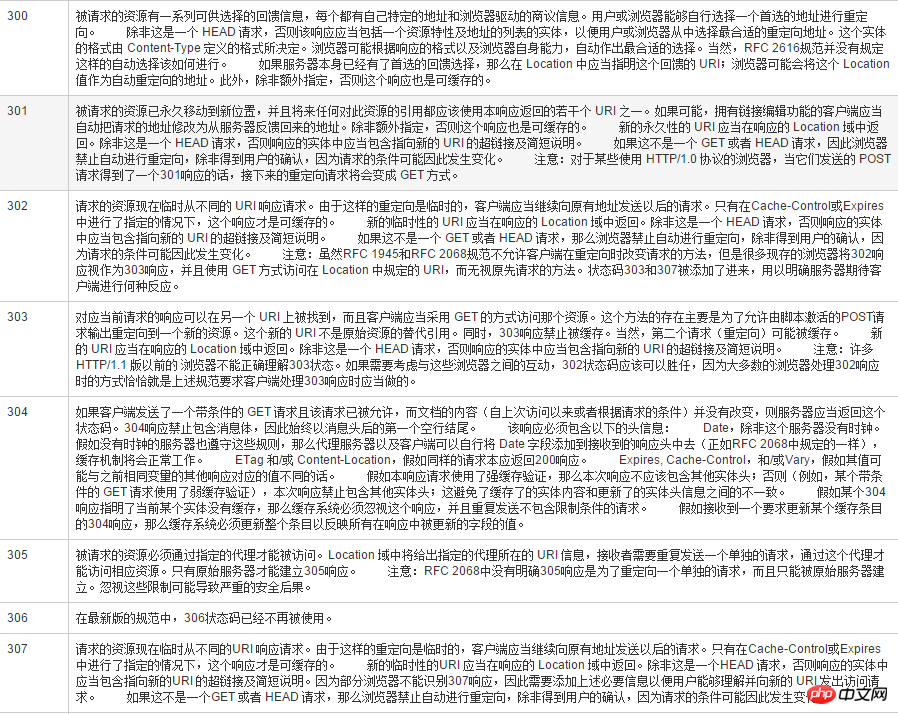 300
被请求的资源有一系列可供选择的回馈信息，每个都有自己特定的地址和浏览器驱动的商议信息。用户或浏览器能够自行选择一个首选的地址进行重定
向。　　除非这是一个 HEAD 请求，否则该响应应当包括一个资源特性及地址的列表的实体，以便用户或浏览器从中选择最合适的重定向地址。这个实体
的格式由 Content-Type 定义的格式所决定。浏览器可能根据响应的格式以及浏览器自身能力，自动作出最合适的选择。当然，RFC 2616规范并没有规定
这样的自动选择该如何进行。　　如果服务器本身已经有了首选的回馈选择，那么在 Location 中应当指明这个回馈的 URI；浏览器可能会将这个 Location
值作为自动重定向的地址。此外，除非额外指定，否则这个响应也是可缓存的。
301
被请求的资源已永久移动到新位置，并且将来任何对此资源的引用都应该使用本响应返回的若干个 URI 之一。如果可能，拥有链接编辑功能的客户端应当
自动把请求的地址修改为从服务器反馈回来的地址。除非额外指定，否则这个响应也是可缓存的。　　新的永久性的 URI 应当在响应的 Location 域中返
回。除非这是一个 HEAD 请求，否则响应的实体中应当包含指向新的 URI 的超链接及简短说明。　　如果这不是一个 GET 或者 HEAD 请求，因此浏览器
禁止自动进行重定向，除非得到用户的确认，因为请求的条件可能因此发生变化。　　注意：对于某些使用 HTTP/1.0 协议的浏览器，当它们发送的 POST
请求得到了一个301响应的话，接下来的重定向请求将会变成 GET 方式。
302
请求的资源现在临时从不同的 URI 响应请求。由于这样的重定向是临时的，客户端应当继续向原有地址发送以后的请求。只有在Cache-Control或Expires
中进行了指定的情况下，这个响应才是可缓存的。　　新的临时性的 URI 应当在响应的 Location 域中返回。除非这是一个 HEAD 请求，否则响应的实体
中应当包含指向新的 URI 的超链接及简短说明。　　如果这不是一个 GET 或者 HEAD 请求，那么浏览器禁止自动进行重定向，除非得到用户的确认，因
为请求的条件可能因此发生变化。　　注意：虽然RFC 1945和RFC 2068规范不允许客户端在重定向时改变请求的方法，但是很多现存的浏览器将302响
应视作为303响应，并且使用 GET 方式访问在 Location 中规定的 URI，而无视原先请求的方法。状态码303和307被添加了进来，用以明确服务器期待客
户端进行何种反应。
303
对应当前请求的响应可以在另一个 URI 上被找到，而且客户端应当采用 GET 的方式访问那个资源。这个方法的存在主要是为了允许由脚本激活的POST请
求输出重定向到一个新的资源。这个新的 URI 不是原始资源的替代引用。同时，303响应禁止被缓存。当然，第二个请求（重定向）可能被缓存。　　新
的 URI 应当在响应的 Location 域中返回。除非这是一个 HEAD 请求，否则响应的实体中应当包含指向新的 URI 的超链接及简短说明。　　注意：许多
HTTP/1.1 版以前的 浏览器不能正确理解303状态。如果需要考虑与这些浏览器之间的互动，302状态码应该可以胜任，因为大多数的浏览器处理302响应
时的方式恰恰就是上述规范要求客户端处理303响应时应当做的。
304
如果客户端发送了一个带条件的 GET 请求且该请求已被允许，而文档的内容（自上次访问以来或者根据请求的条件）并没有改变，则服务器应当返回这个
状态码。304响应禁止包含消息体，因此始终以消息头后的第一个空行结尾。　　该响应必须包含以下的头信息：　　Date，除非这个服务器没有时钟。
假如没有时钟的服务器也遵守这些规则，那么代理服务器以及客户端可以自行将 Date 字段添加到接收到的响应头中去（正如RFC 2068中规定的一样），
缓存机制将会正常工作。　　ETag 和/或 Content-Location，假如同样的请求本应返回200响应。　　Expires, Cache-Control，和/或Vary，假如其值可
能与之前相同变量的其他响应对应的值不同的话。　　假如本响应请求使用了强缓存验证，那么本次响应不应该包含其他实体头；否则（例如，某个带条
件的 GET 请求使用了弱缓存验证），本次响应禁止包含其他实体头；这避免了缓存了的实体内容和更新了的实体头信息之间的不一致。　　假如某个304
响应指明了当前某个实体没有缓存，那么缓存系统必须忽视这个响应，并且重复发送不包含限制条件的请求。　　假如接收到一个要求更新某个缓存条目
的304响应，那么缓存系统必须更新整个条目以反映所有在响应中被更新的字段的值。
305
被请求的资源必须通过指定的代理才能被访问。Location 域中将给出指定的代理所在的 URI 信息，接收者需要重复发送一个单独的请求，通过这个代理才
能访问相应资源。只有原始服务器才能建立305响应。　　注意：RFC 2068中没有明确305响应是为了重定向一个单独的请求，而且只能被原始服务器建
立。忽视这些限制可能导致严重的安全后果。
306
在最新版的规范中，306状态码已经不再被使用。
307
请求的资源现在临时从不同的URI 响应请求。由于这样的重定向是临时的，客户端应当继续向原有地址发送以后的请求。只有在Cache-Control或Expires
中进行了指定的情况下，这个响应才是可缓存的。　　新的临时性的URI 应当在响应的 Location 域中返回。除非这是一个HEAD 请求，否则响应的实体中
应当包含指向新的URI 的超链接及简短说明。因为部分浏览器不能识别307响应，因此需要添加上述必要信息以便用户能够理解并向新的 URI 发出访问请
求。　　如果这不是一个GET 或者 HEAD 请求，那么浏览器禁止自动进行重定向，除非得到用户的确认，因为请求的条件可能因此发生变
php中文网